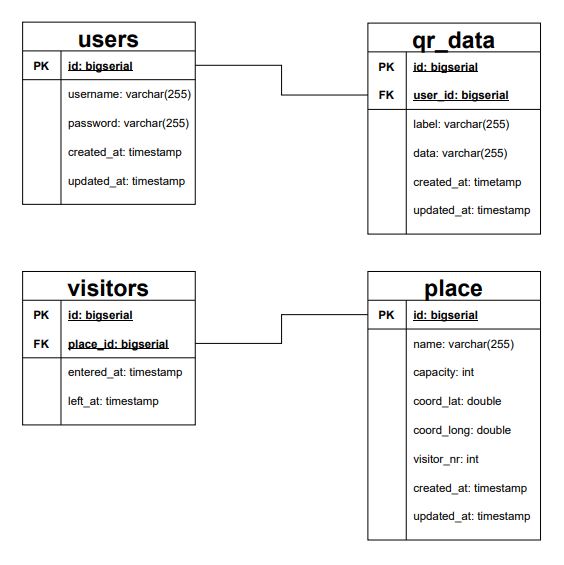 users
PK id: bigserial
username: varchar(255)
password: varchar(255)
created_at: timestamp
updated_at: timestamp
qr_data
PK id: bigserial
FK user_id: bigserial
label: varchar(255)
data: varchar(255)
created_at: timetamp
updated_at: timestamp
visitors
PK id: bigserial
FK place_id: bigserial
entered_at: timestamp
left_at: timestamp
place
PK id: bigserial
name: varchar(255)
capacity: int
coord_lat: double
coord_long: double
visitor_nr: int
created_at: timestamp
updated_at: timestamp